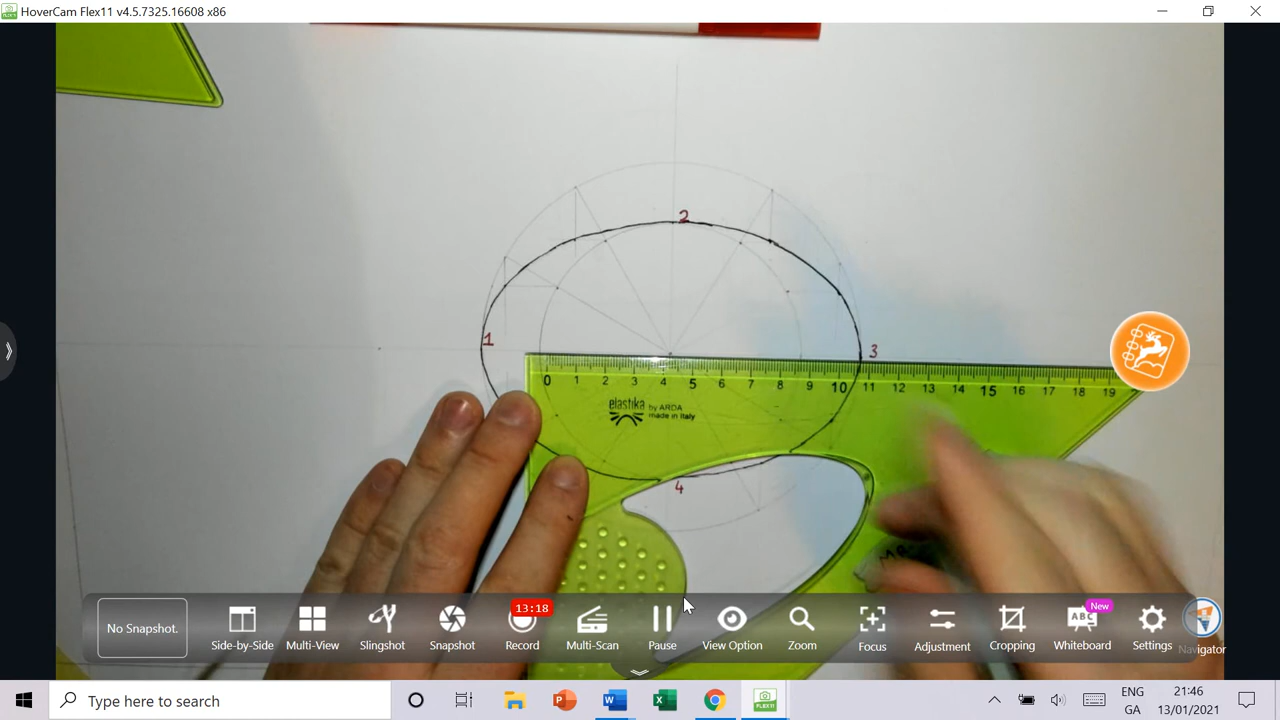 HoverCam Flex11 v4.5.7325.16608 x86
2
1
3
0 1 2 3 4 5 6 7 8 9 10 11 12 13 14 15 16 17 18 19
elastika by ARDA
made in Italy
4
No Snapshot.
Side-by-Side
Multi-View
Slingshot
Snapshot
13:18
Record
Multi-Scan
Pause
View Option
Zoom
Focus
Adjustment
Cropping
New
ABC
Whiteboard
Settings
Navigator
Type here to search
ENG
GA
21:46
13/01/2021
FLEX11